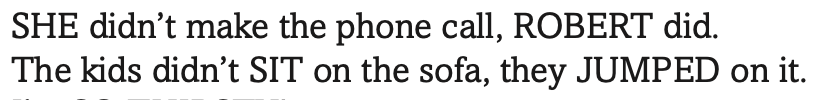 SHE didn’t make the phone call, ROBERT did.
The kids didn’t SIT on the sofa, they JUMPED on it.